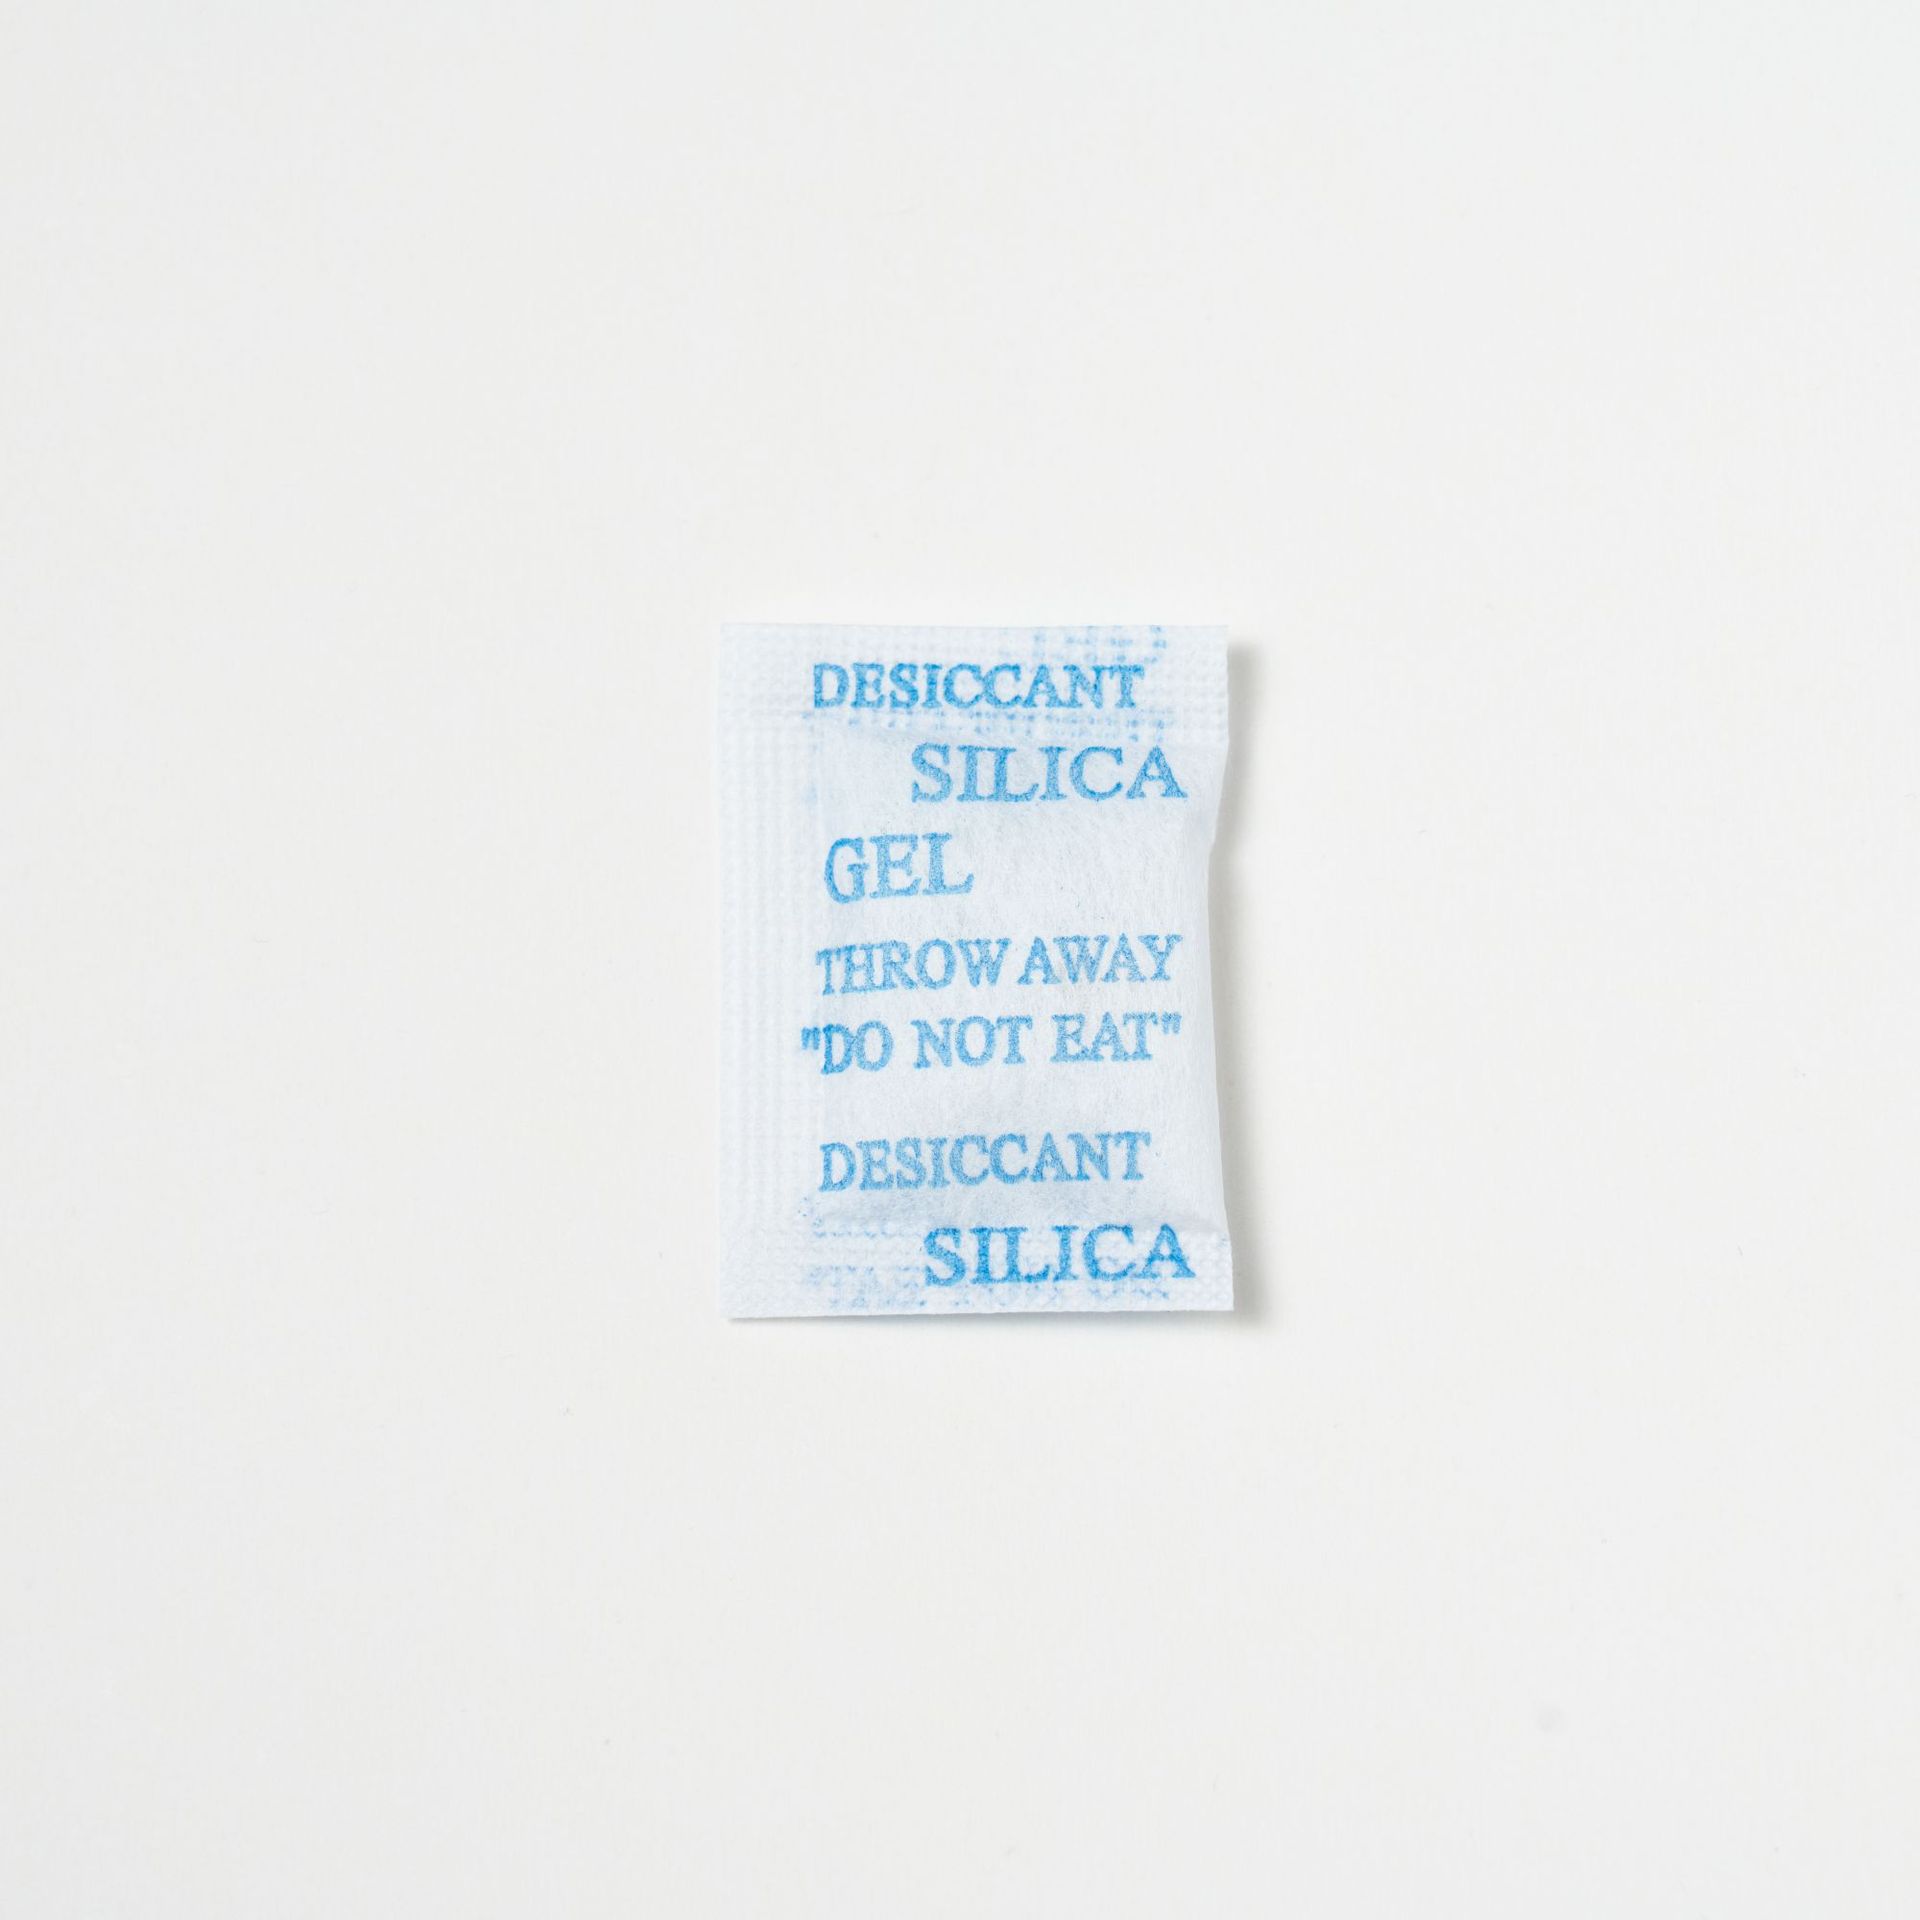 DESICCANT
SILICA
GEL
THROW AWAY
"DO NOT EAT"
DESICCANT
SILICA